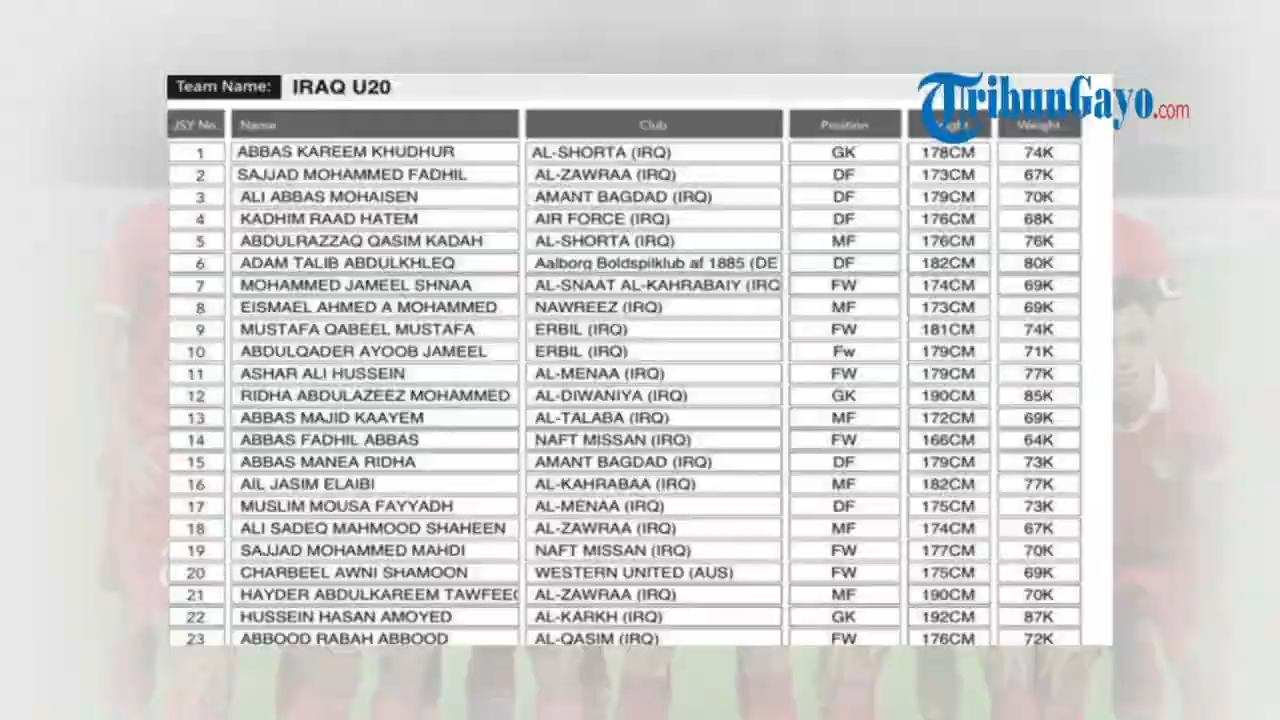 Team Name: IRAQ U20
TribunGayo.com
JSY No. Name Club Position Weight
1 ABBAS KAREEM KHUDHUR AL-SHORTA (IRQ) GK 178CM 74K
2 SAJJAD MOHAMMED FADHIL AL-ZAWRAA (IRQ) DF 173CM 67K
3 ALI ABBAS MOHAISEN AMANT BAGDAD (IRQ) DF 179CM 70K
4 KADHIM RAAD HATEM AIR FORCE (IRQ) DF 176CM 68K
5 ABDULRAZZAQ QASIM KADAH AL-SHORTA (IRQ) MF 176CM 76K
6 ADAM TALIB ABDULKHLEQ Aalborg Boldspilklub af 1885 (DE DF 182CM 80K
7 MOHAMMED JAMEEL SHNAA AL-SNAAT AL-KAHRABAIY (IRQ FW 174CM 69K
8 EISMAEL AHMED A MOHAMMED NAWREEZ (IRQ) MF 173CM 69K
9 MUSTAFA QABEEL MUSTAFA ERBIL (IRQ) FW 181CM 74K
10 ABDULQADER AYOOB JAMEEL ERBIL (IRQ) Fw 179CM 71K
11 ASHAR ALI HUSSEIN AL-MENAA (IRQ) FW 179CM 77K
12 RIDHA ABDULAZEEZ MOHAMMED AL-DIWANIYA (IRQ) GK 190CM 85K
13 ABBAS MAJID KAAYEM AL-TALABA (IRQ) MF 172CM 69K
14 ABBAS FADHIL ABBAS NAFT MISSAN (IRQ) FW 166CM 64K
15 ABBAS MANEA RIDHA AMANT BAGDAD (IRQ) DF 179CM 73K
16 AIL JASIM ELAIBI AL-KAHRABAA (IRQ) MF 182CM 77K
17 MUSLIM MOUSA FAYYADH AL-MENAA (IRQ) DF 175CM 73K
18 ALI SADEQ MAHMOOD SHAHEEN AL-ZAWRAA (IRQ) MF 174CM 67K
19 SAJJAD MOHAMMED MAHDI NAFT MISSAN (IRQ) FW 177CM 70K
20 CHARBEEL AWNI SHAMOON WESTERN UNITED (AUS) FW 175CM 69K
21 HAYDER ABDULKAREEM TAWFEEQ AL-ZAWRAA (IRQ) MF 190CM 70K
22 HUSSEIN HASAN AMOYED AL-KARKH (IRQ) GK 192CM 87K
23 ABBOOD RABAH ABBOOD AL-QASIM (IRQ) FW 176CM 72K